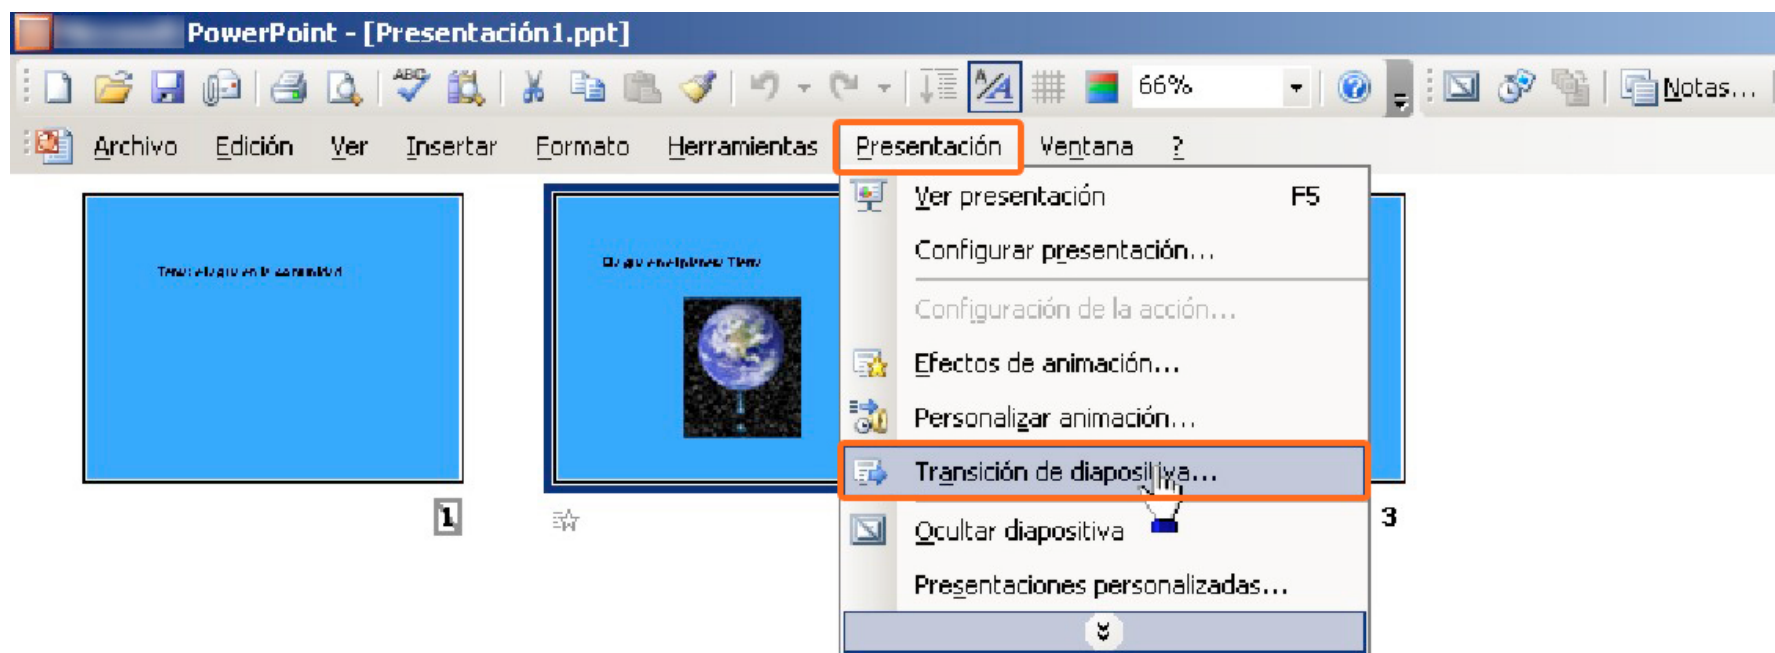 PowerPoint - [Presentación1.ppt]
ABC
A/A 66% Notas...
Archivo Edición Ver Insertar Formato Herramientas Presentación Ventana ?
Ver presentación F5
Configurar presentación...
Configuración de la acción...
Efectos de animación...
Personalizar animación...
Transición de diapositiva...
Ocultar diapositiva
Presentaciones personalizadas...
1
3